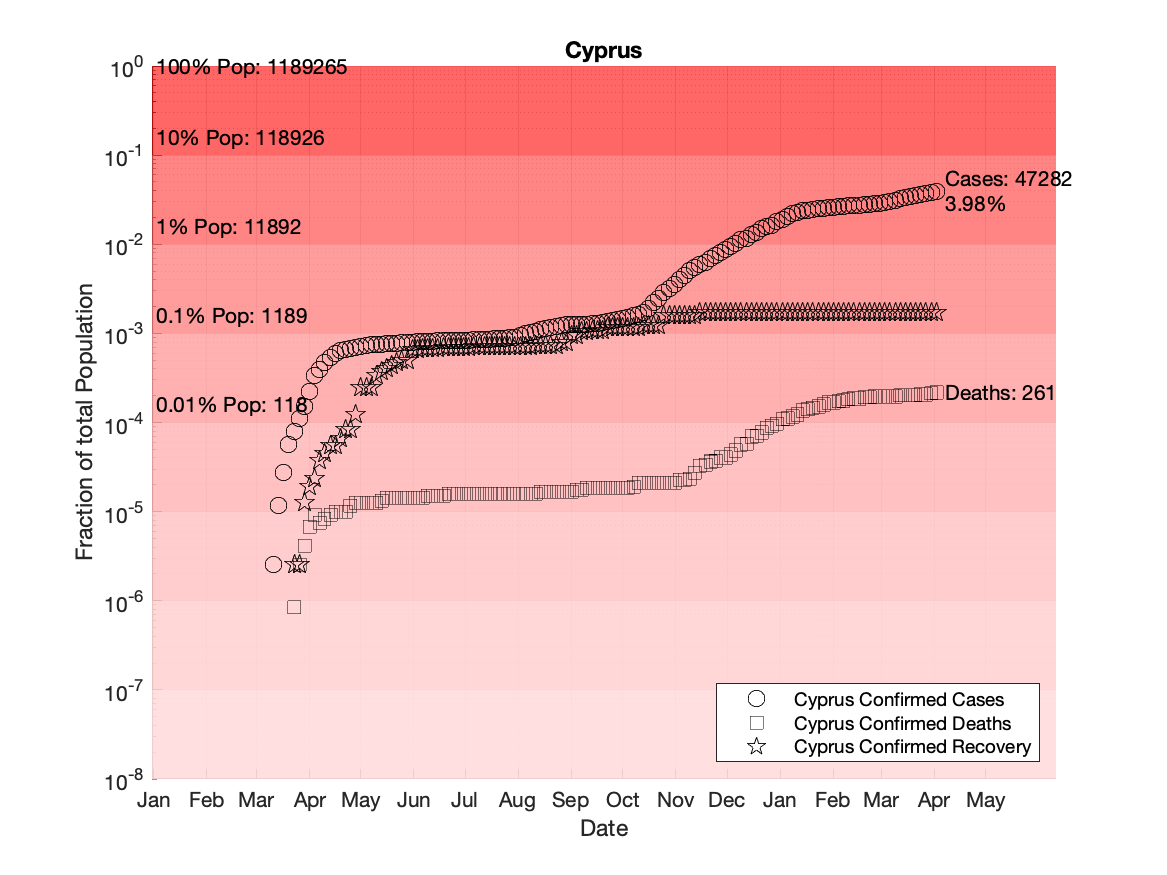 Cyprus
10^0
100% Pop: 1189265
10% Pop: 118926
10^-1
Cases: 47282
3.98%
1% Pop: 11892
10^-2
0.1% Pop: 1189
10^-3
Deaths: 261
0.01% Pop: 118
10^-4
10^-5
10^-6
10^-7
10^-8
Fraction of total Population
Cyprus Confirmed Cases
Cyprus Confirmed Deaths
Cyprus Confirmed Recovery
Jan Feb Mar Apr May Jun Jul Aug Sep Oct Nov Dec Jan Feb Mar Apr May
Date